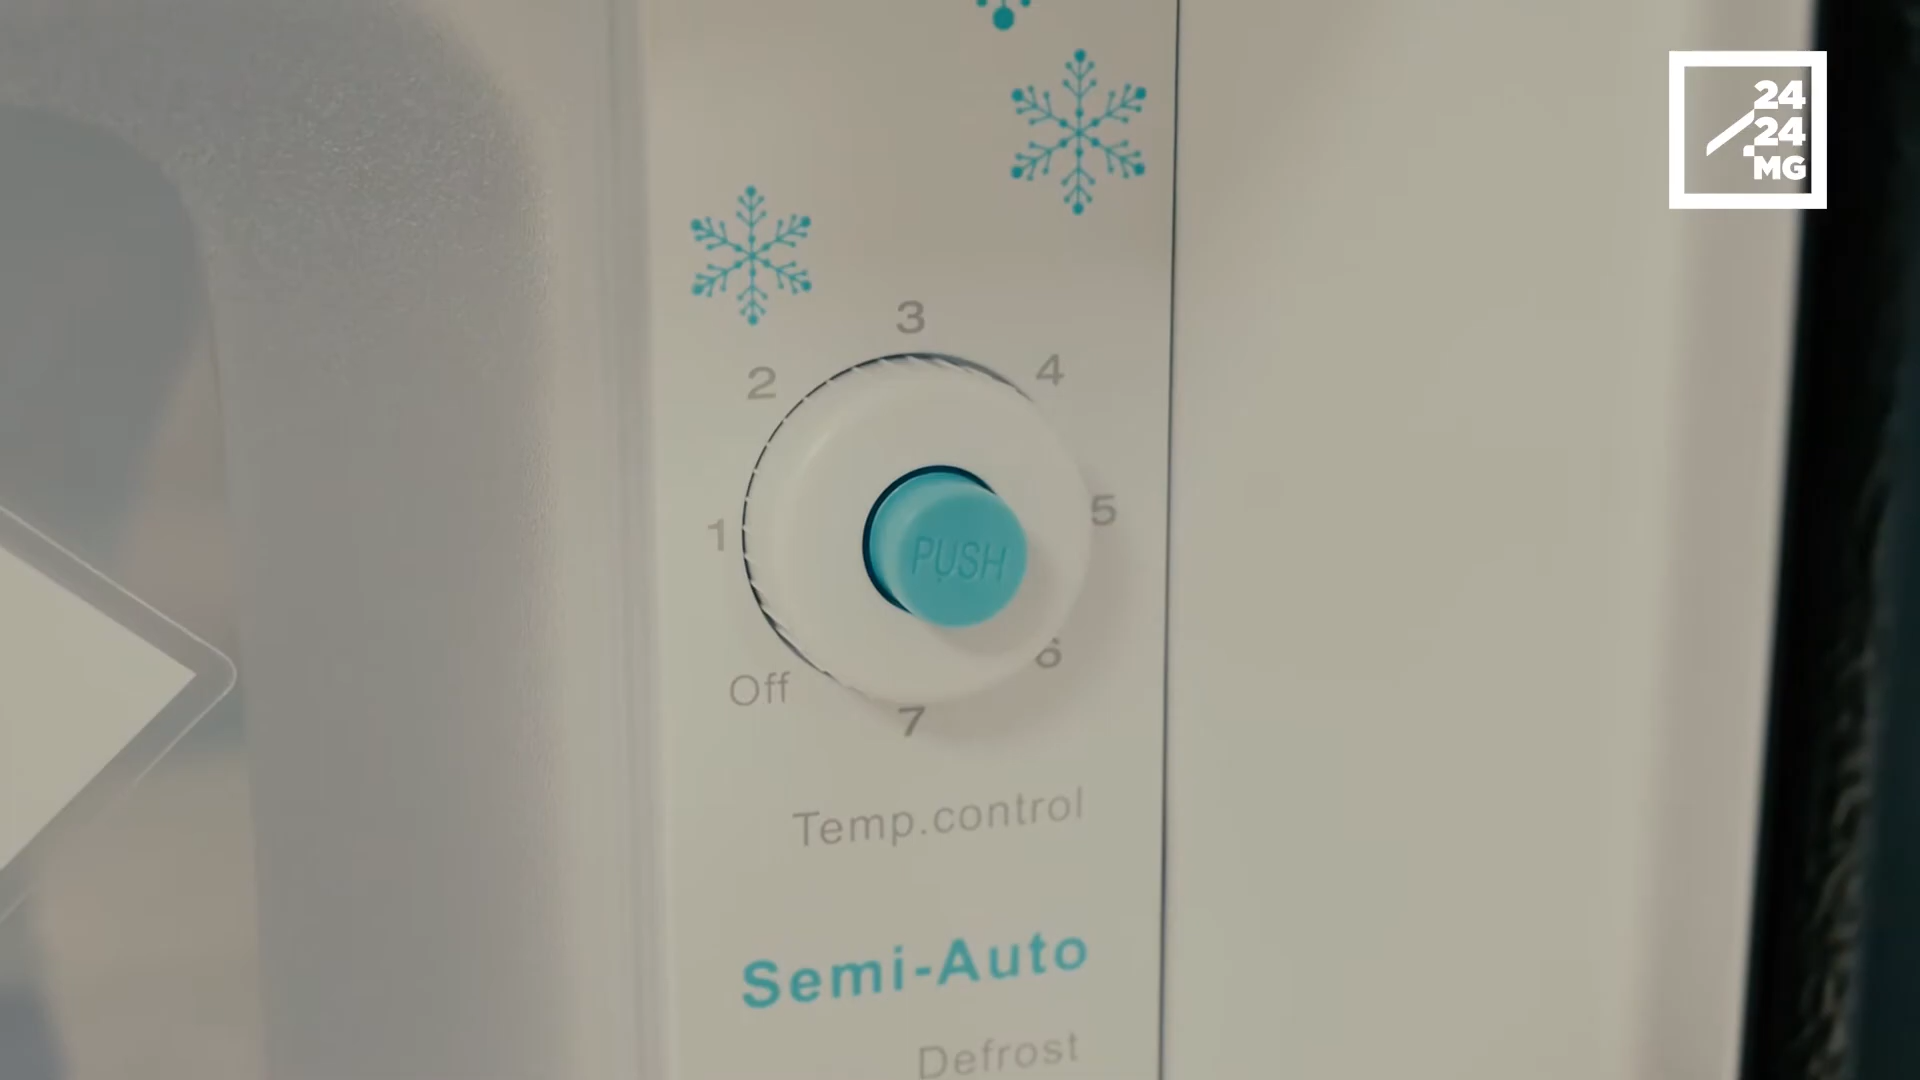 24
24
MG
3
2
4
1
5
PUSH
6
Off
7
Temp.control
Semi-Auto
Defrost